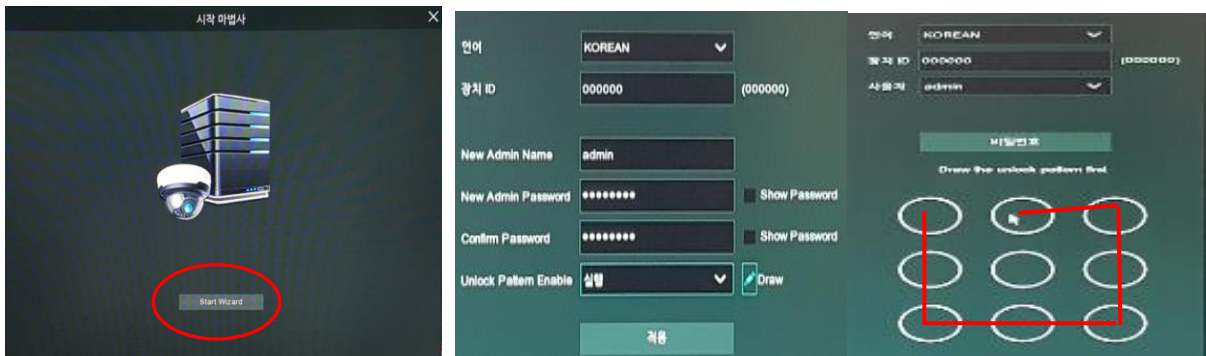 시작 마법사
X
Start Wizard
언어 KOREAN
장치 ID 000000 (000000)
New Admin Name admin
New Admin Password ●●●●●●●● Show Password
Confirm Password ●●●●●●●● Show Password
Unlock Pattern Enable 실행 Draw
적용
언어 KOREAN
장치 ID 000000 (000000)
사용자 admin
비밀번호
Draw the unlock pattern first